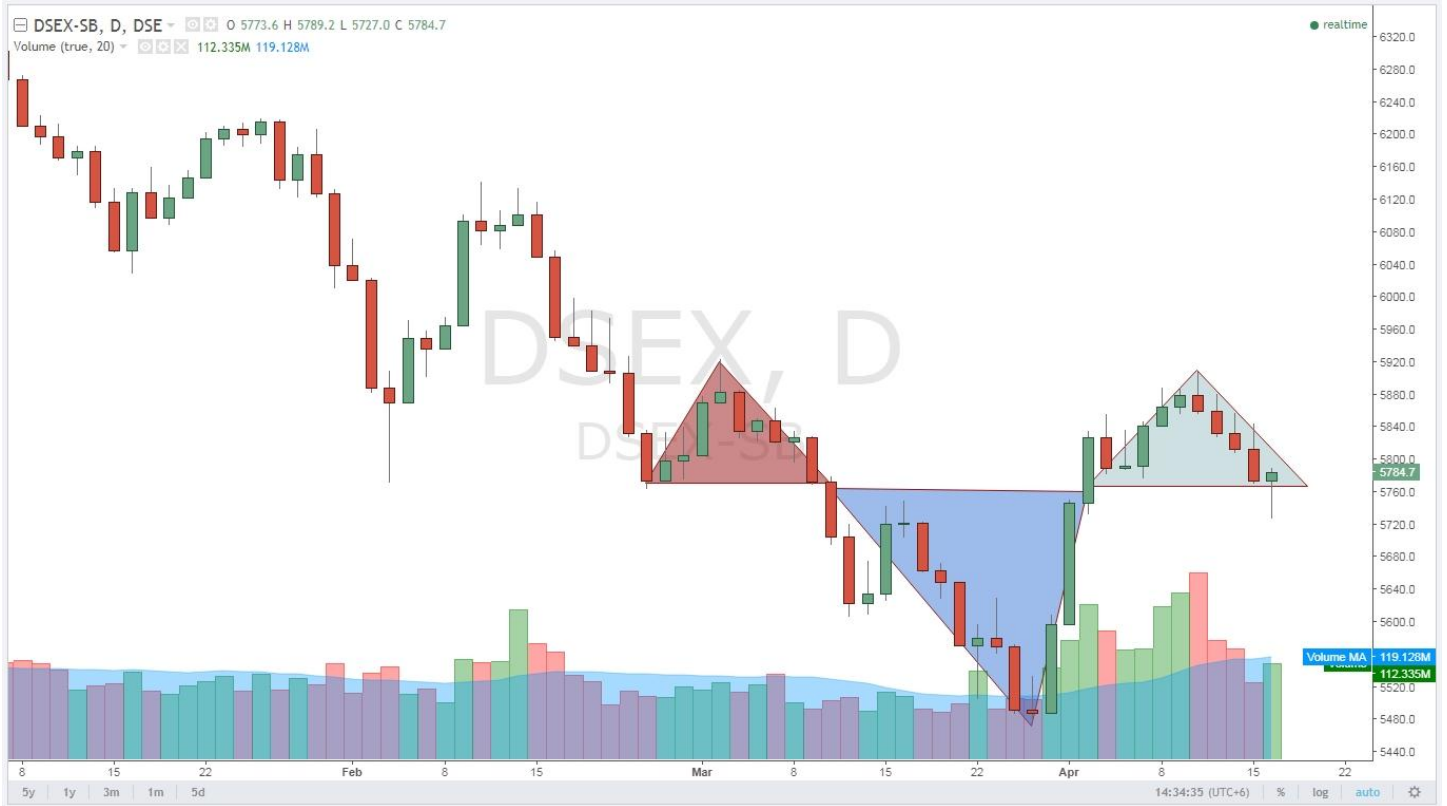 DSEX-SB, D, DSE O 5773.6 H 5789.2 L 5727.0 C 5784.7
realtime
Volume (true, 20) 112.335M 119.128M
6320.0
6280.0
6240.0
6200.0
6160.0
6120.0
6080.0
6040.0
6000.0
5960.0
DSEX, D
5920.0
5880.0
DSEX-SB
5840.0
5800.0
5784.7
5760.0
5720.0
5680.0
5640.0
5600.0
Volume MA 119.128M
Volume 112.335M
5520.0
5480.0
5440.0
8 15 22 Feb 8 15 Mar 8 15 22 Apr 8 15 22
5y 1y 3m 1m 5d 14:34:35 (UTC+6) % log auto